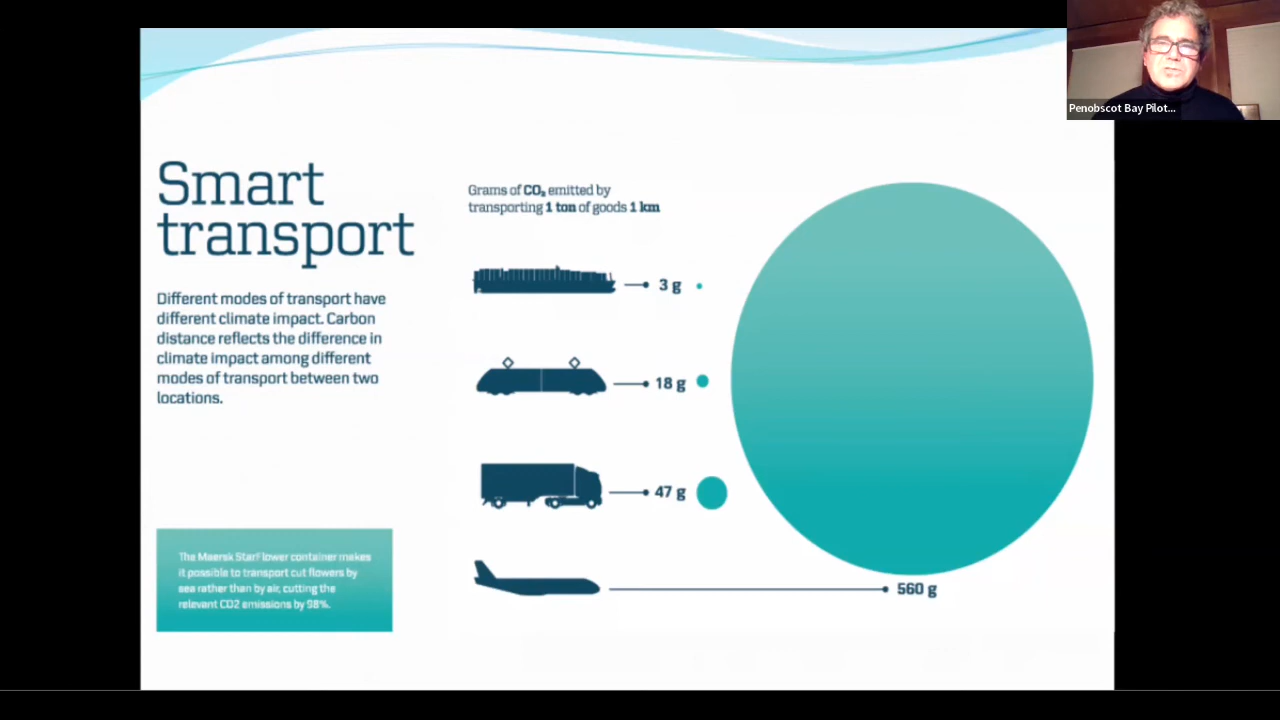 Penobscot Bay Pilot...
Smart
transport
Different modes of transport have
different climate impact. Carbon
distance reflects the difference in
climate impact among different
modes of transport between two
locations.
The Maersk Star Flower container makes
it possible to transport cut flowers by
sea rather than by air, cutting the
relevant CO2 emissions by 98%.
Grams of CO₂ emitted by
transporting 1 ton of goods 1 km
3 g
18 g
47 g
560 g